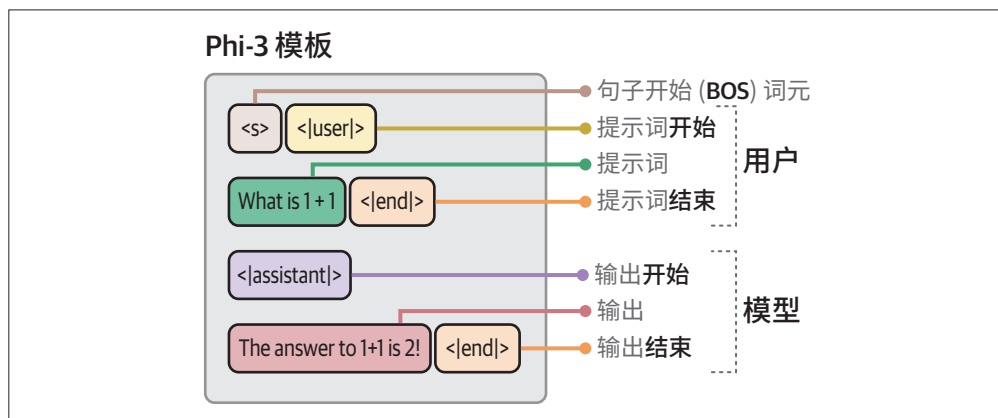 Phi-3 模板
句子开始 (BOS) 词元
<s> <|user|>
提示词开始
提示词
用户
What is 1 + 1 <|end|>
提示词结束
<|assistant|>
输出开始
输出
模型
The answer to 1+1 is 2! <|end|>
输出结束